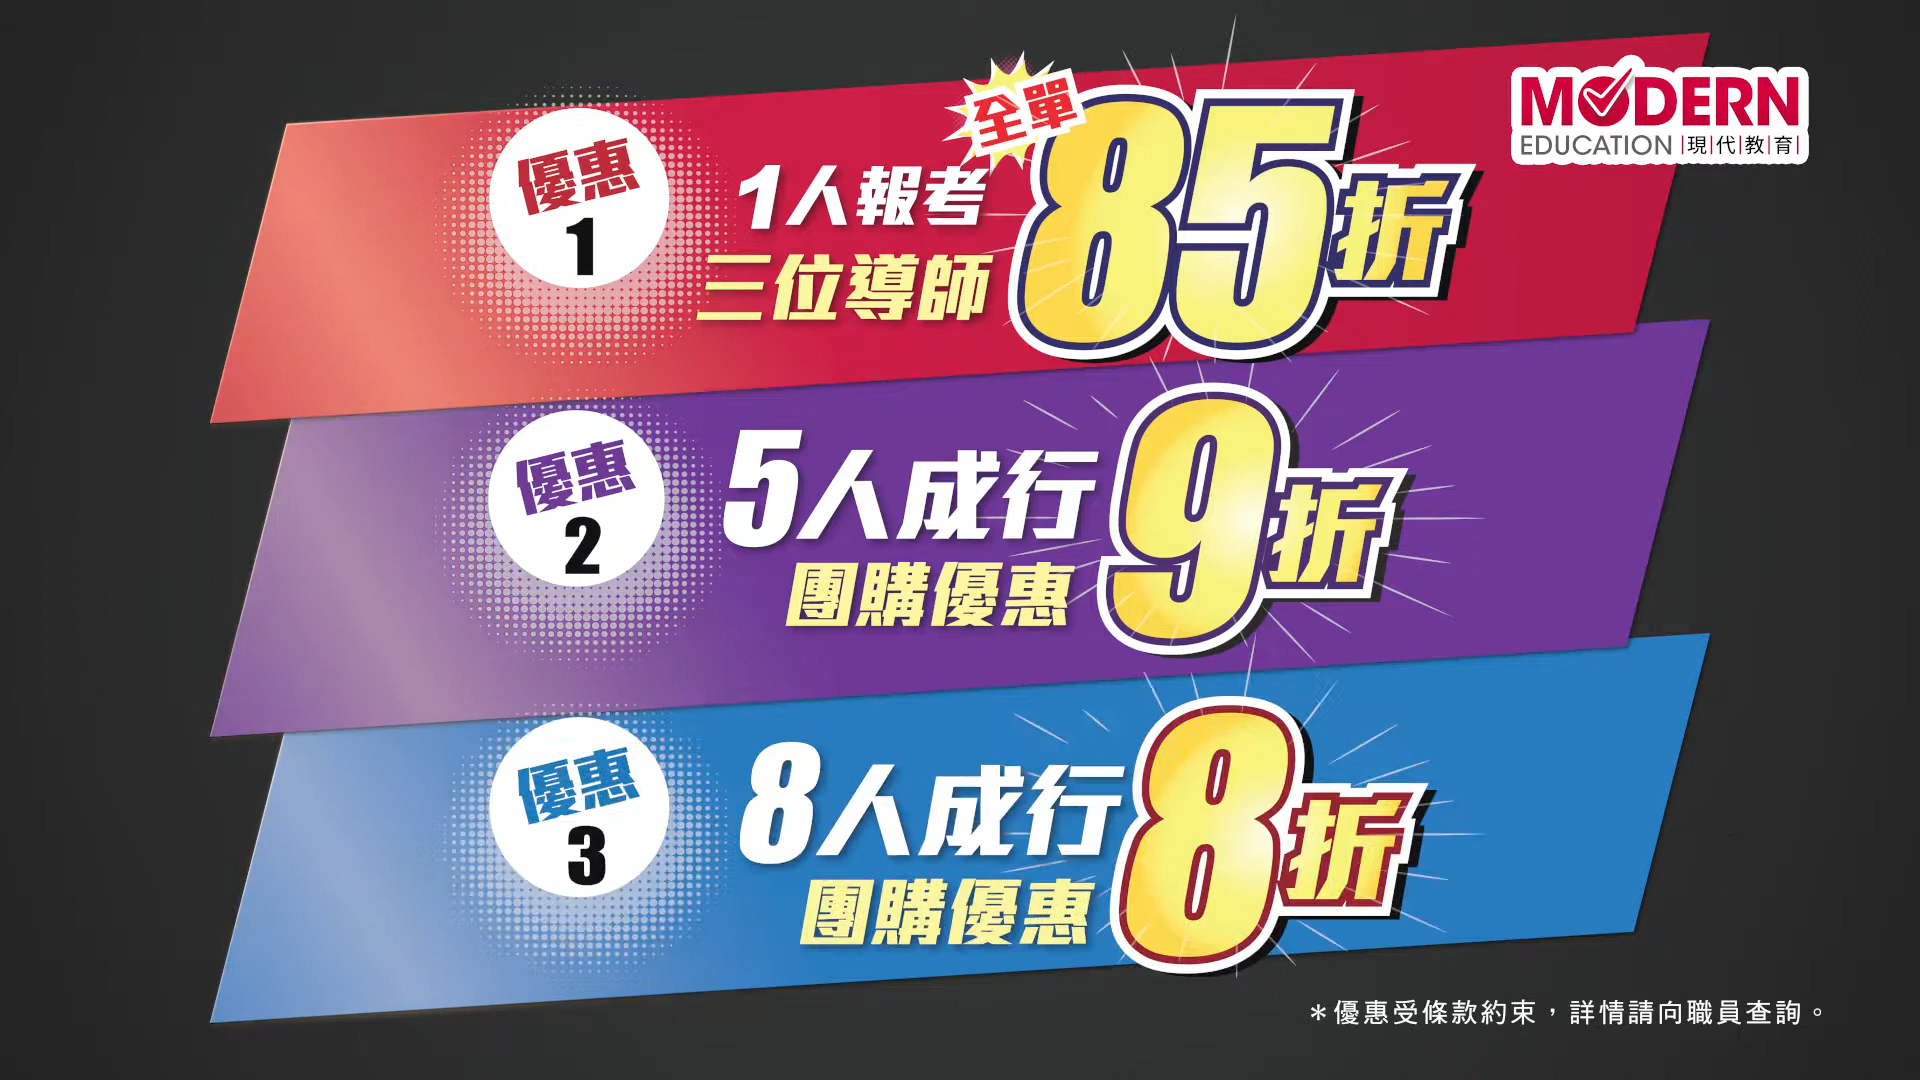 MODERN
EDUCATION 現代教育
優惠
1
1人報考
三位導師
全單
85折
優惠
2
5人成行
團購優惠
9折
優惠
3
8人成行
團購優惠
8折
＊優惠受條款約束，詳情請向職員查詢。